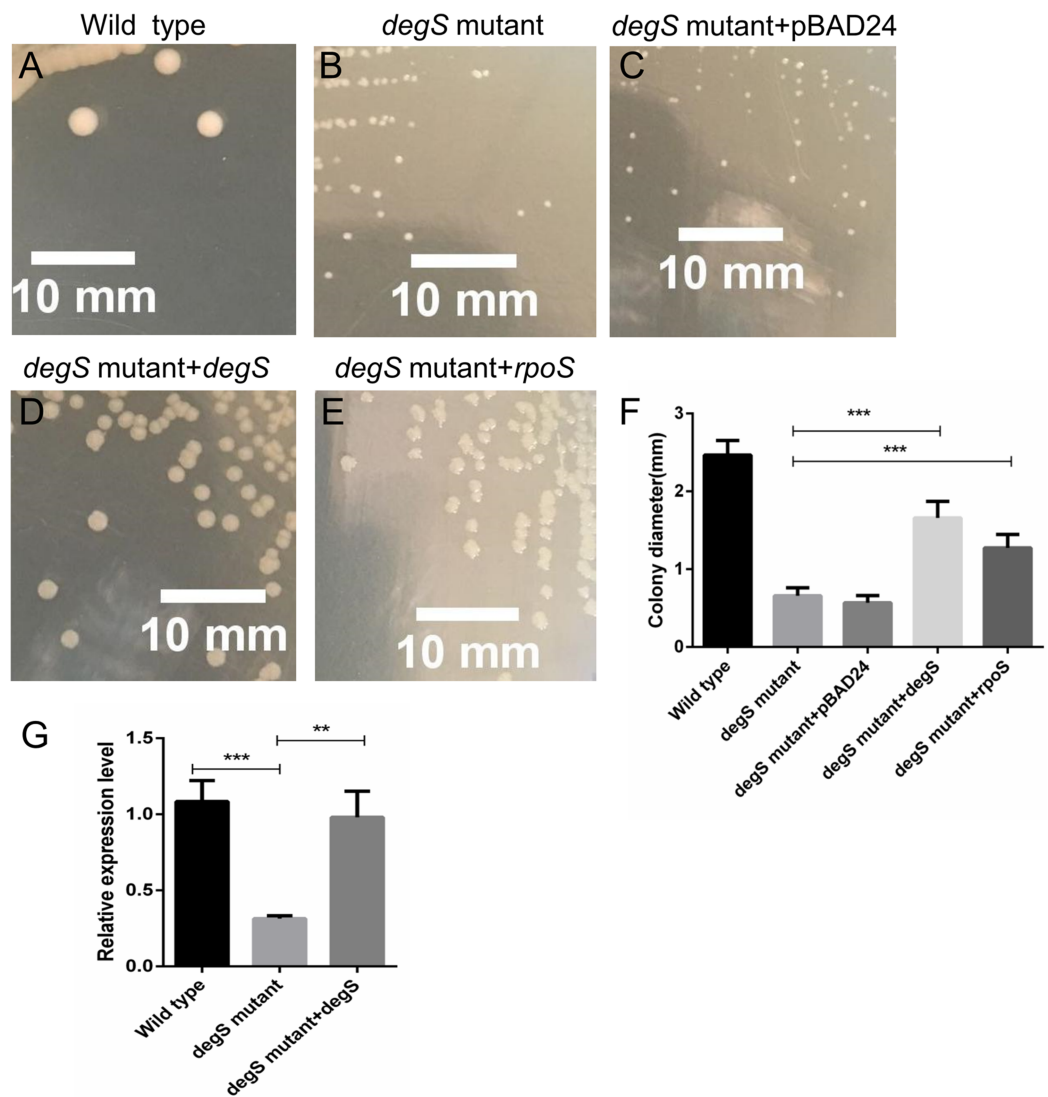 Wild type
degS mutant
degS mutant+pBAD24
A
B
C
10 mm
10 mm
10 mm
degS mutant+degS
degS mutant+rpoS
D
E
10 mm
10 mm
F
Colony diameter(mm)
3
2
1
0
***
***
Wild type
degS mutant
degS mutant+pBAD24
degS mutant+degS
degS mutant+rpoS
G
Relative expression level
1.5
1.0
0.5
0.0
***
**
Wild type
degS mutant
degS mutant+degS